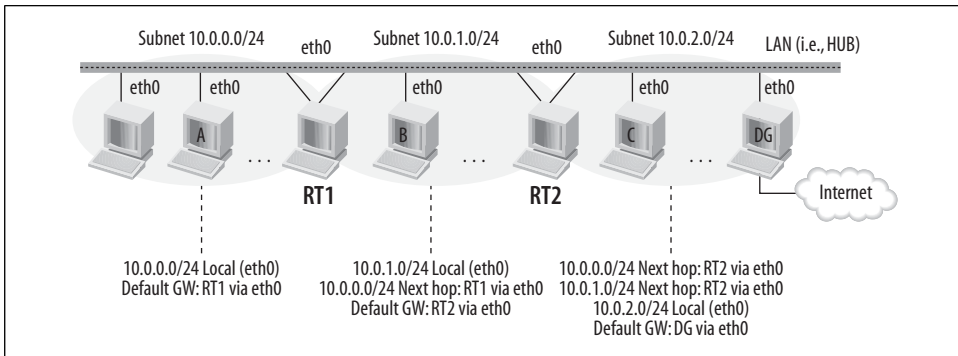 Subnet 10.0.0.0/24 eth0 Subnet 10.0.1.0/24 eth0 Subnet 10.0.2.0/24
LAN (i.e., HUB)
eth0 eth0 eth0 eth0 eth0
A B C DG
. . . . . . . . .
RT1 RT2
Internet
10.0.0.0/24 Local (eth0)
Default GW: RT1 via eth0
10.0.1.0/24 Local (eth0)
10.0.0.0/24 Next hop: RT1 via eth0
Default GW: RT2 via eth0
10.0.0.0/24 Next hop: RT2 via eth0
10.0.1.0/24 Next hop: RT2 via eth0
10.0.2.0/24 Local (eth0)
Default GW: DG via eth0